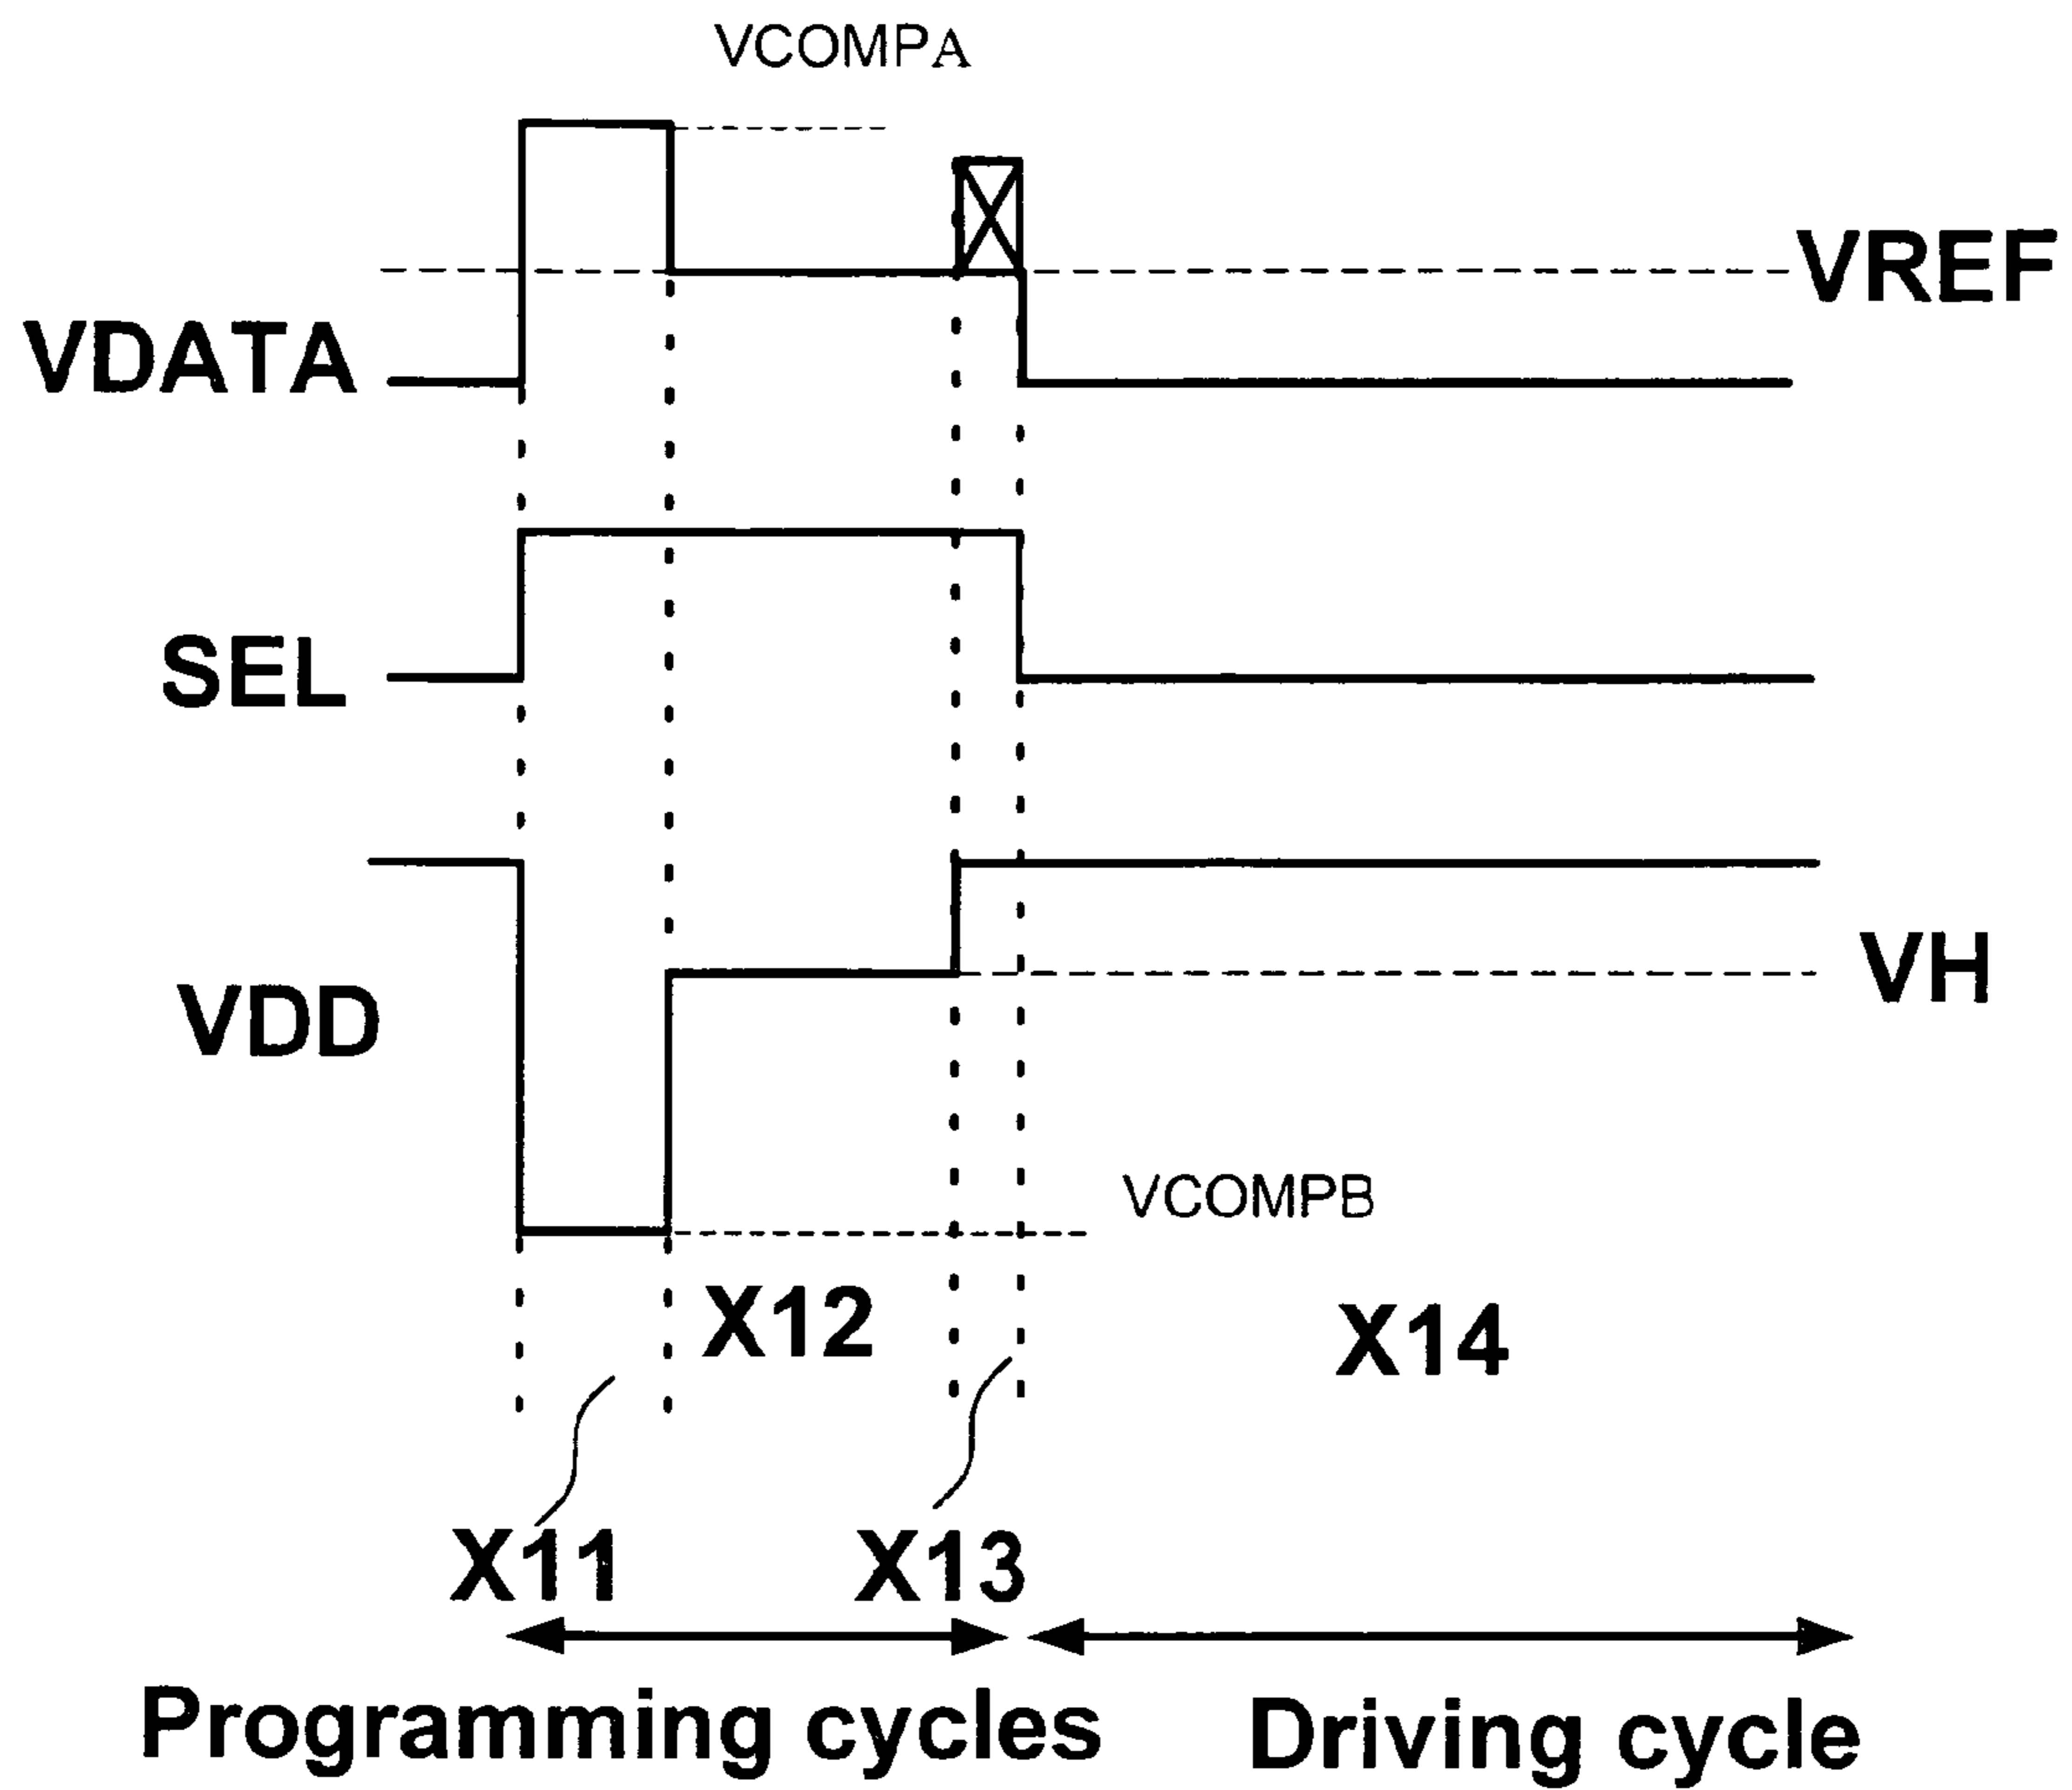 VCOMPA
VREF
VDATA
SEL
VH
VDD
VCOMPB
X12
X14
X11
X13
Programming cycles
Driving cycle